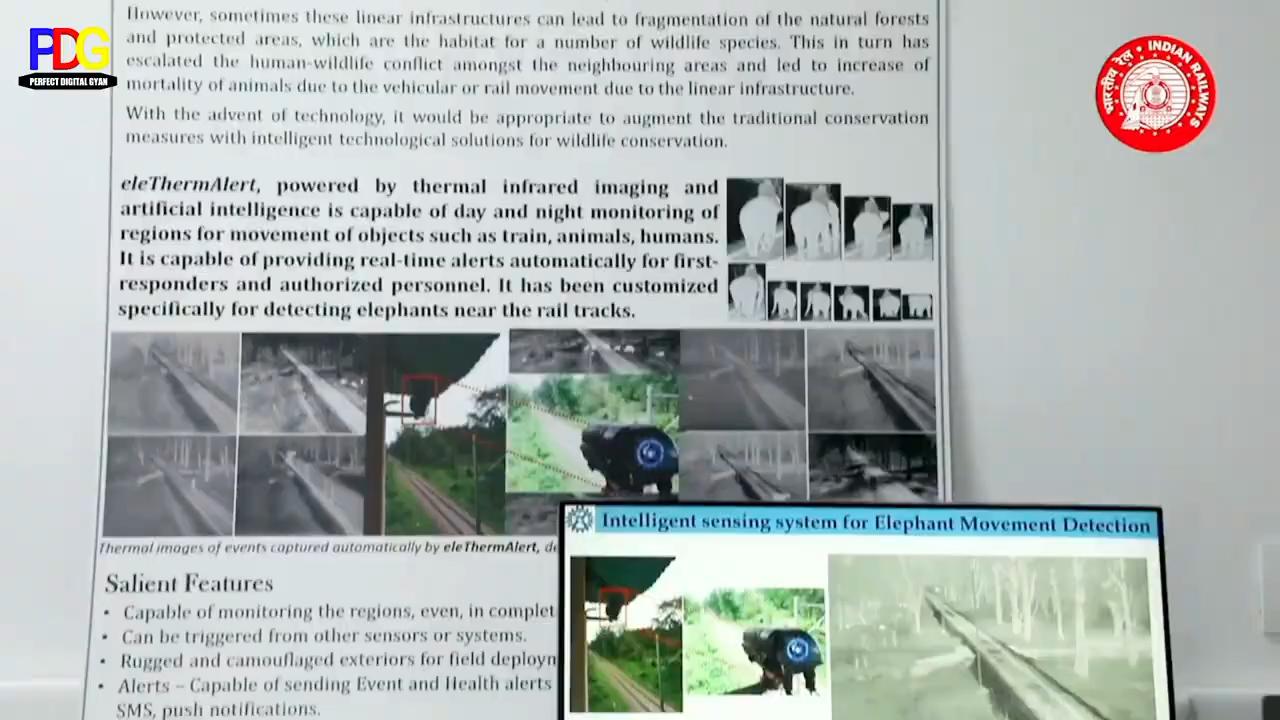 However, sometimes these linear infrastructures can lead to fragmentation of the natural forests
and protected areas, which are the habitat for a number of wildlife species. This in turn has
escalated the human-wildlife conflict amongst the neighbouring areas and led to increase of
mortality of animals due to the vehicular or rail movement due to the linear infrastructure.
With the advent of technology, it would be appropriate to augment the traditional conservation
measures with intelligent technological solutions for wildlife conservation.
eleThermAlert, powered by thermal infrared imaging and
artificial intelligence is capable of day and night monitoring of
regions for movement of objects such as train, animals, humans.
It is capable of providing real-time alerts automatically for first-
responders and authorized personnel. It has been customized
specifically for detecting elephants near the rail tracks.
Thermal images of events captured automatically by eleThermAlert, de
Salient Features
• Capable of monitoring the regions, even, in complet
• Can be triggered from other sensors or systems.
• Rugged and camouflaged exteriors for field deployn
• Alerts – Capable of sending Event and Health alerts
SMS, push notifications.
Intelligent sensing system for Elephant Movement Detection
PDG
PERFECT DIGITAL GYAN
भारतीय रेल • INDIAN RAILWAYS